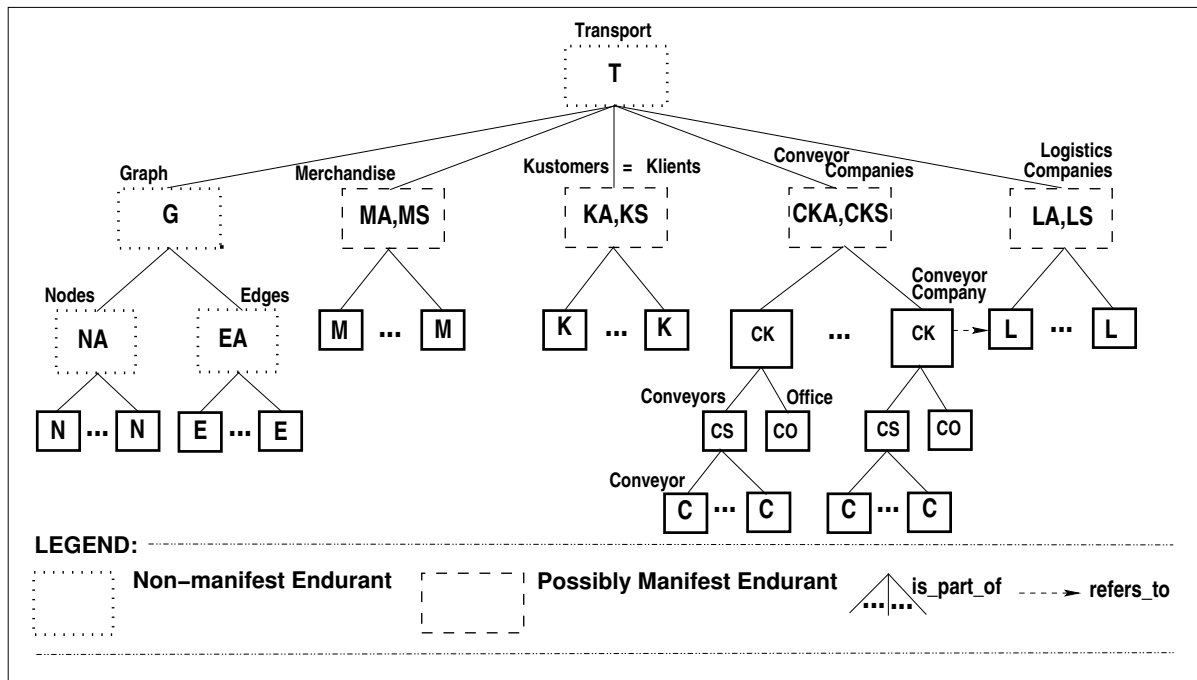 Transport
T
Graph
Merchandise
Kustomers = Klients
Conveyor
Companies
Logistics
Companies
G
MA,MS
KA,KS
CKA,CKS
LA,LS
Nodes
Edges
Conveyor
Company
NA
EA
M ... M
K ... K
CK ... CK
L ... L
Conveyors
Office
N ... N
E ... E
CS
CO
CS
CO
Conveyor
C ... C
C ... C
LEGEND:
Non-manifest Endurant
Possibly Manifest Endurant
... ...
is_part_of
refers_to